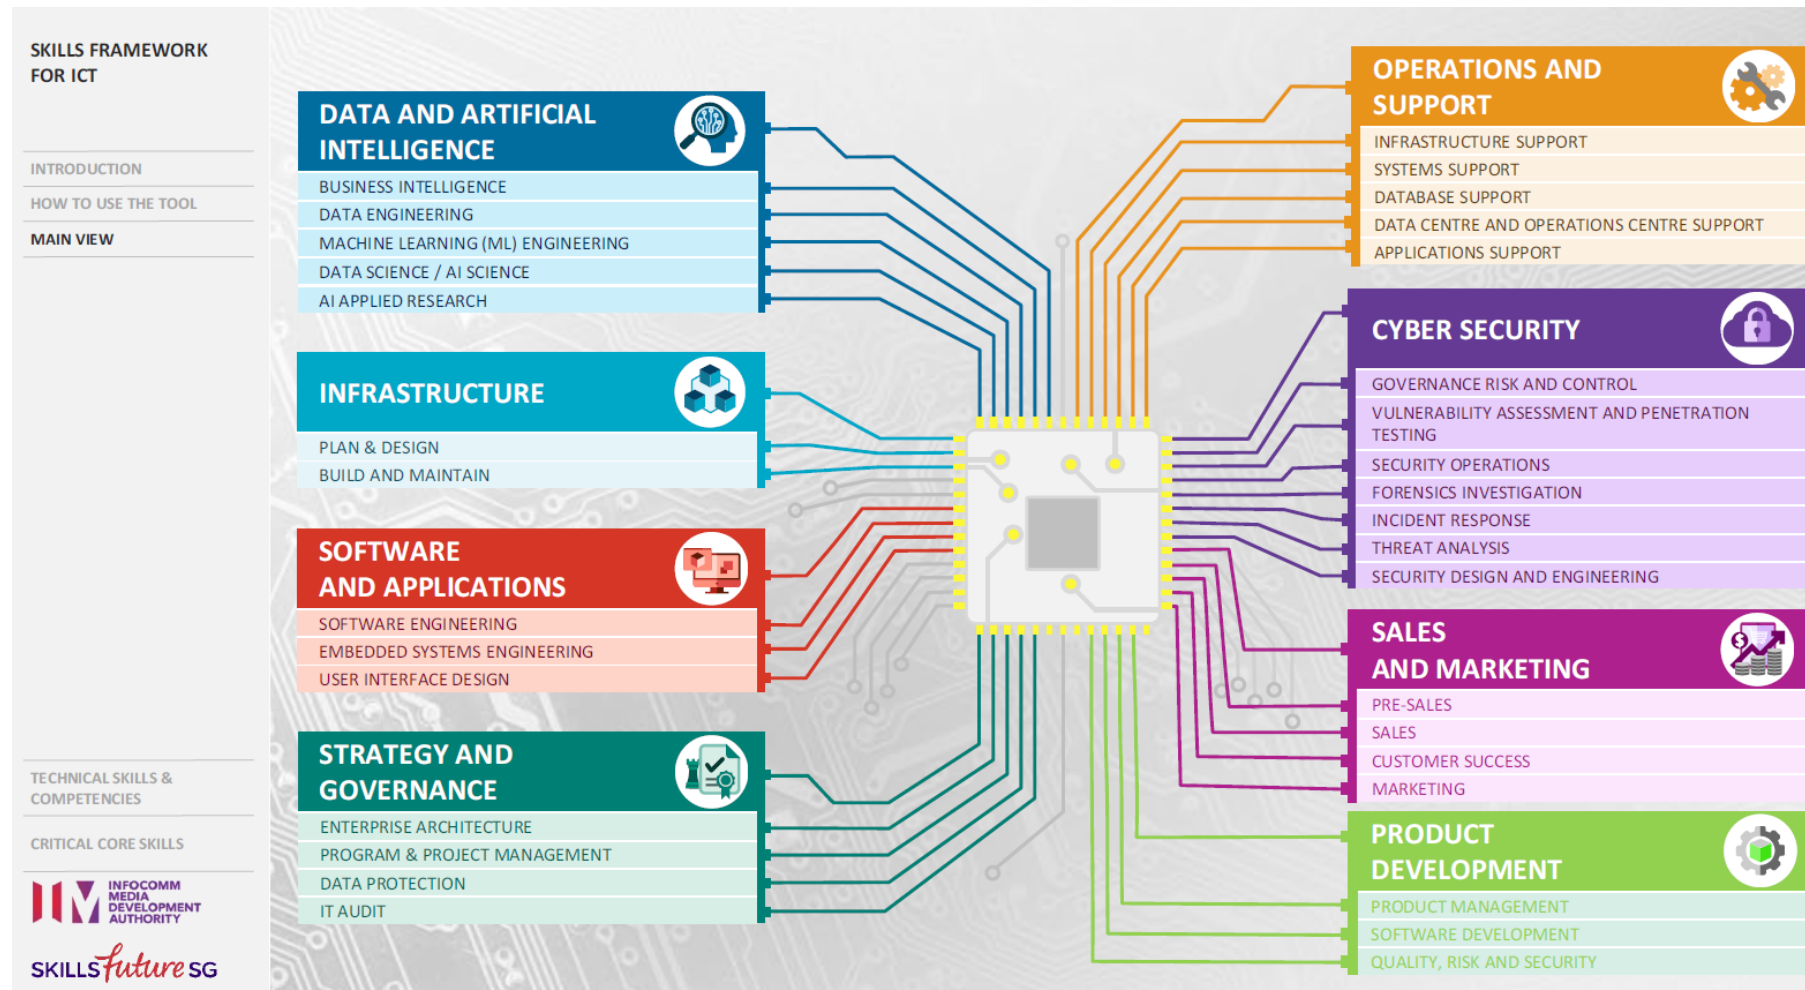 SKILLS FRAMEWORK
FOR ICT
INTRODUCTION
HOW TO USE THE TOOL
MAIN VIEW
TECHNICAL SKILLS &
COMPETENCIES
CRITICAL CORE SKILLS
INFOCOMM
MEDIA
DEVELOPMENT
AUTHORITY
SKILLSfuture SG
DATA AND ARTIFICIAL
INTELLIGENCE
BUSINESS INTELLIGENCE
DATA ENGINEERING
MACHINE LEARNING (ML) ENGINEERING
DATA SCIENCE / AI SCIENCE
AI APPLIED RESEARCH
INFRASTRUCTURE
PLAN & DESIGN
BUILD AND MAINTAIN
SOFTWARE
AND APPLICATIONS
SOFTWARE ENGINEERING
EMBEDDED SYSTEMS ENGINEERING
USER INTERFACE DESIGN
STRATEGY AND
GOVERNANCE
ENTERPRISE ARCHITECTURE
PROGRAM & PROJECT MANAGEMENT
DATA PROTECTION
IT AUDIT
OPERATIONS AND
SUPPORT
INFRASTRUCTURE SUPPORT
SYSTEMS SUPPORT
DATABASE SUPPORT
DATA CENTRE AND OPERATIONS CENTRE SUPPORT
APPLICATIONS SUPPORT
CYBER SECURITY
GOVERNANCE RISK AND CONTROL
VULNERABILITY ASSESSMENT AND PENETRATION
TESTING
SECURITY OPERATIONS
FORENSICS INVESTIGATION
INCIDENT RESPONSE
THREAT ANALYSIS
SECURITY DESIGN AND ENGINEERING
SALES
AND MARKETING
$
PRE-SALES
SALES
CUSTOMER SUCCESS
MARKETING
PRODUCT
DEVELOPMENT
PRODUCT MANAGEMENT
SOFTWARE DEVELOPMENT
QUALITY, RISK AND SECURITY